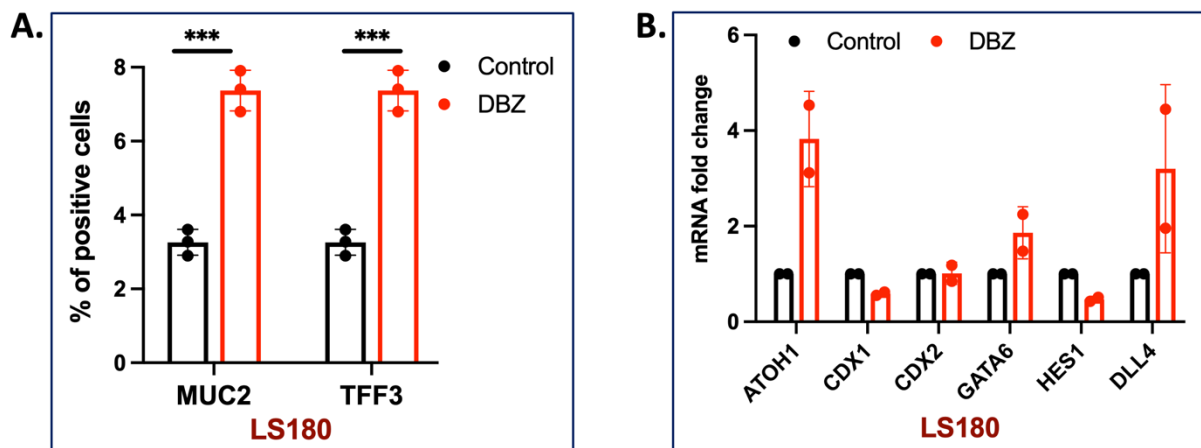 A.
% of positive cells
8
6
4
2
0
***
***
Control
DBZ
MUC2
TFF3
LS180
B.
Control
DBZ
mRNA fold change
6
4
2
0
ATOH1
CDX1
CDX2
GATA6
HES1
DLL4
LS180